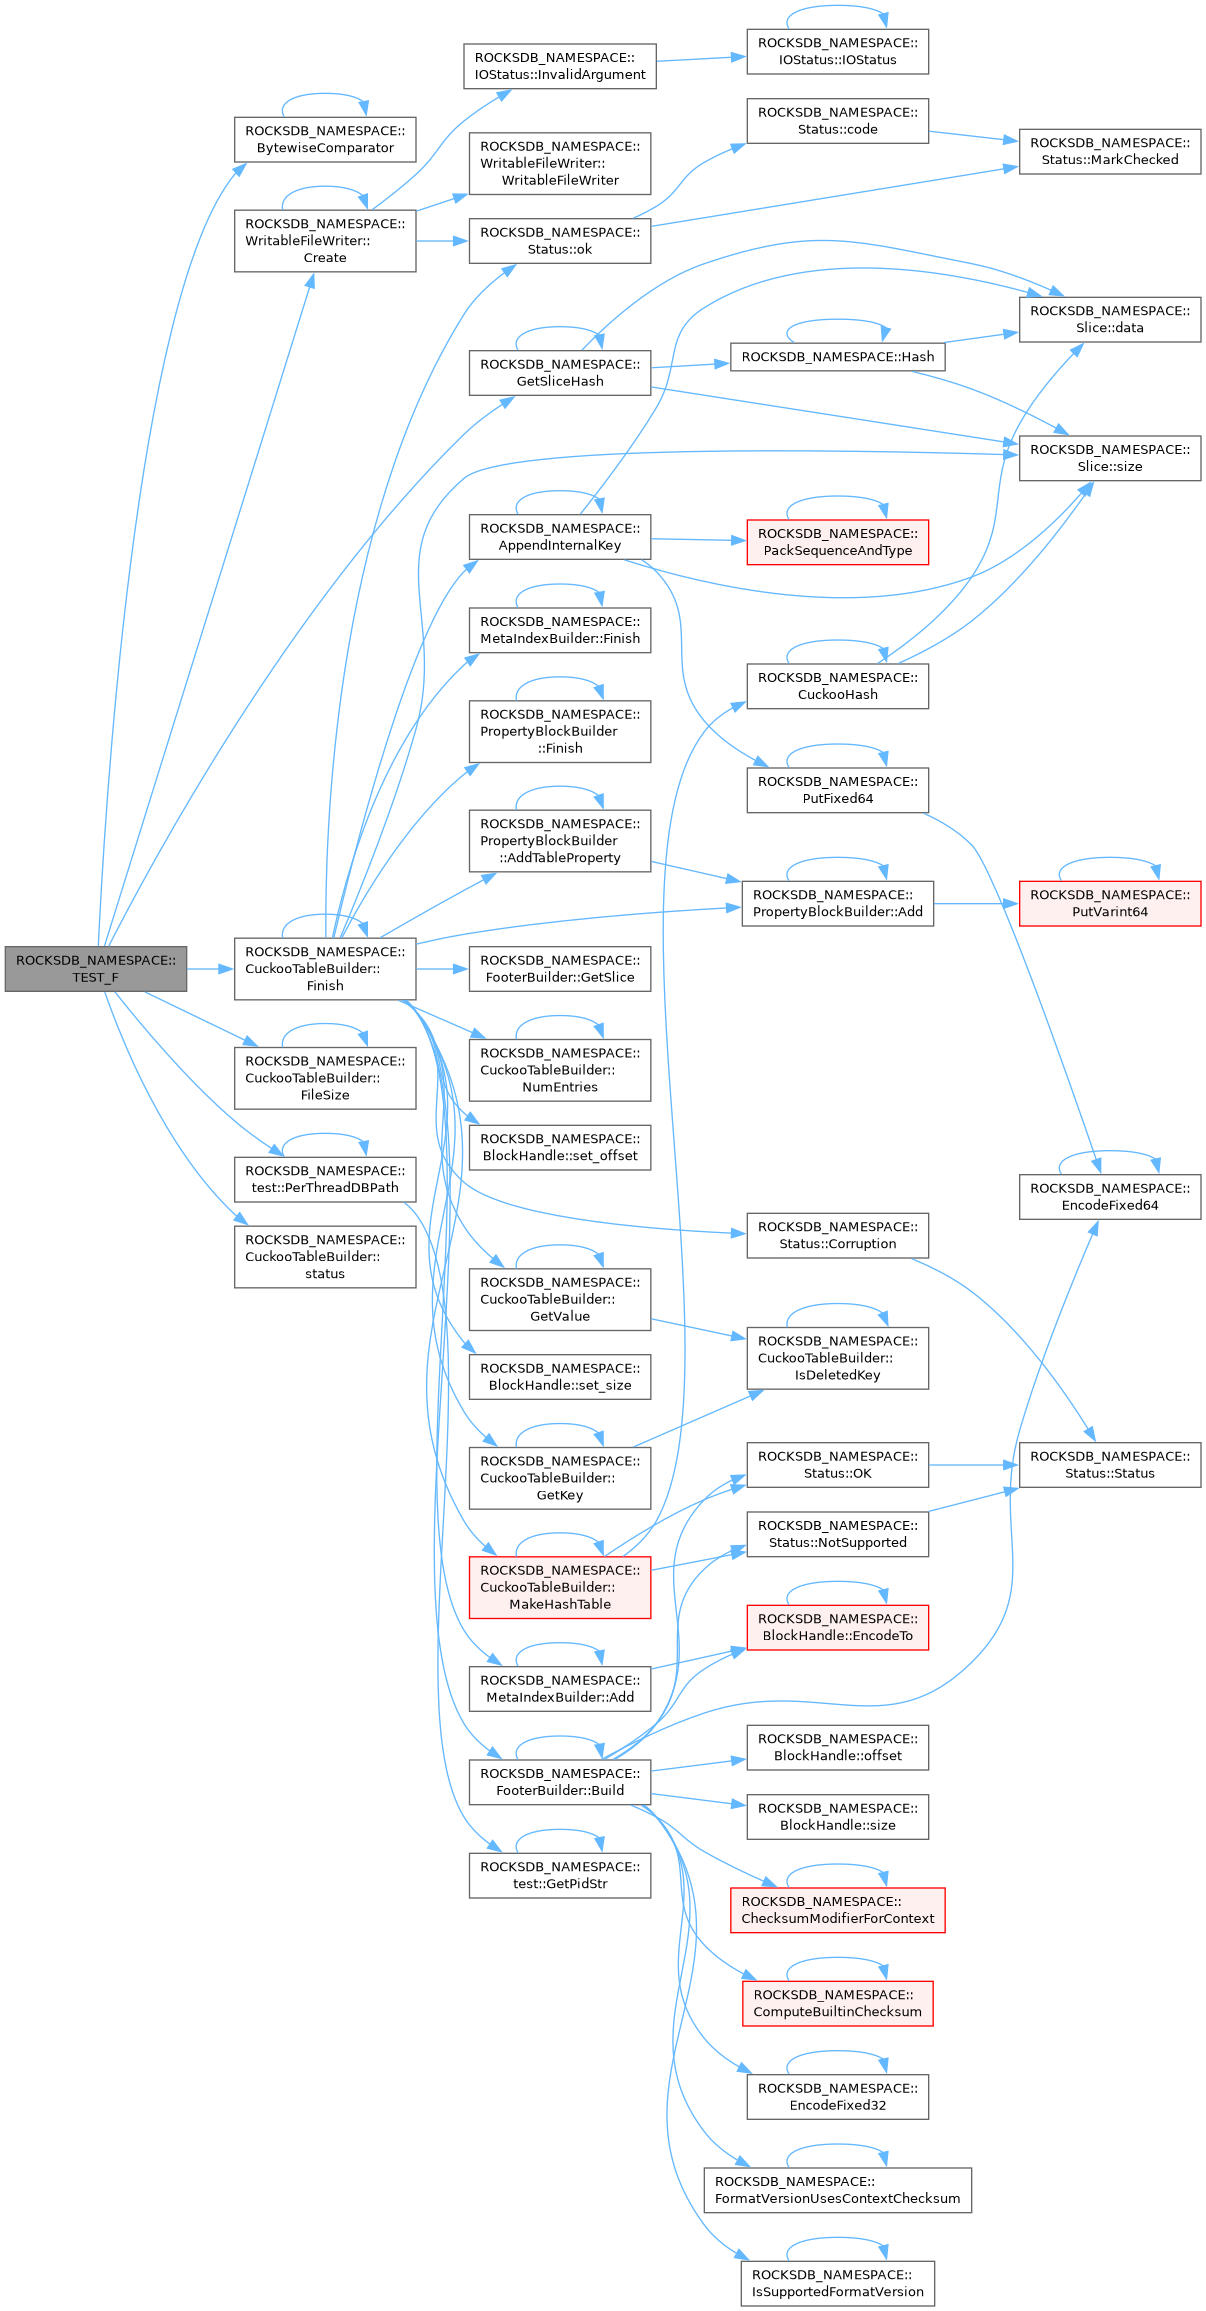 ROCKSDB_NAMESPACE::
TEST_F
ROCKSDB_NAMESPACE::
BytewiseComparator
ROCKSDB_NAMESPACE::
WritableFileWriter::
Create
ROCKSDB_NAMESPACE::
CuckooTableBuilder::
Finish
ROCKSDB_NAMESPACE::
CuckooTableBuilder::
FileSize
ROCKSDB_NAMESPACE::
test::PerThreadDBPath
ROCKSDB_NAMESPACE::
CuckooTableBuilder::
status
ROCKSDB_NAMESPACE::
IOStatus::InvalidArgument
ROCKSDB_NAMESPACE::
WritableFileWriter::
WritableFileWriter
ROCKSDB_NAMESPACE::
Status::ok
ROCKSDB_NAMESPACE::
GetSliceHash
ROCKSDB_NAMESPACE::
AppendInternalKey
ROCKSDB_NAMESPACE::
MetaIndexBuilder::Finish
ROCKSDB_NAMESPACE::
PropertyBlockBuilder
::Finish
ROCKSDB_NAMESPACE::
PropertyBlockBuilder
::AddTableProperty
ROCKSDB_NAMESPACE::
FooterBuilder::GetSlice
ROCKSDB_NAMESPACE::
CuckooTableBuilder::
NumEntries
ROCKSDB_NAMESPACE::
BlockHandle::set_offset
ROCKSDB_NAMESPACE::
CuckooTableBuilder::
GetValue
ROCKSDB_NAMESPACE::
BlockHandle::set_size
ROCKSDB_NAMESPACE::
CuckooTableBuilder::
GetKey
ROCKSDB_NAMESPACE::
CuckooTableBuilder::
MakeHashTable
ROCKSDB_NAMESPACE::
MetaIndexBuilder::Add
ROCKSDB_NAMESPACE::
FooterBuilder::Build
ROCKSDB_NAMESPACE::
test::GetPidStr
ROCKSDB_NAMESPACE::
IOStatus::IOStatus
ROCKSDB_NAMESPACE::
Status::code
ROCKSDB_NAMESPACE::Hash
ROCKSDB_NAMESPACE::
PackSequenceAndType
ROCKSDB_NAMESPACE::
CuckooHash
ROCKSDB_NAMESPACE::
PutFixed64
ROCKSDB_NAMESPACE::
PropertyBlockBuilder::Add
ROCKSDB_NAMESPACE::
Status::Corruption
ROCKSDB_NAMESPACE::
CuckooTableBuilder::
IsDeletedKey
ROCKSDB_NAMESPACE::
Status::OK
ROCKSDB_NAMESPACE::
Status::NotSupported
ROCKSDB_NAMESPACE::
BlockHandle::EncodeTo
ROCKSDB_NAMESPACE::
BlockHandle::offset
ROCKSDB_NAMESPACE::
BlockHandle::size
ROCKSDB_NAMESPACE::
ChecksumModifierForContext
ROCKSDB_NAMESPACE::
ComputeBuiltinChecksum
ROCKSDB_NAMESPACE::
EncodeFixed32
ROCKSDB_NAMESPACE::
FormatVersionUsesContextChecksum
ROCKSDB_NAMESPACE::
IsSupportedFormatVersion
ROCKSDB_NAMESPACE::
Status::MarkChecked
ROCKSDB_NAMESPACE::
Slice::data
ROCKSDB_NAMESPACE::
Slice::size
ROCKSDB_NAMESPACE::
PutVarint64
ROCKSDB_NAMESPACE::
EncodeFixed64
ROCKSDB_NAMESPACE::
Status::Status